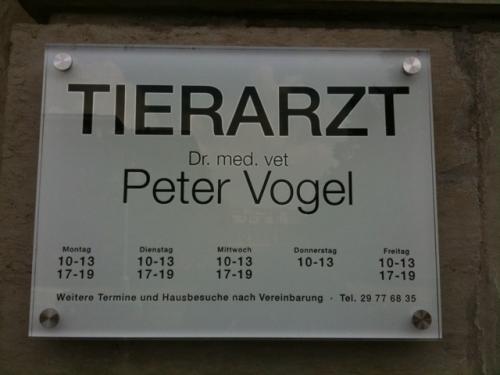 TIERARZT
Dr. med. vet
Peter Vogel
Montag Dienstag Mittwoch Donnerstag Freitag
10-13 10-13 10-13 10-13 10-13
17-19 17-19 17-19 17-19
Weitere Termine und Hausbesuche nach Vereinbarung · Tel. 29 77 68 35